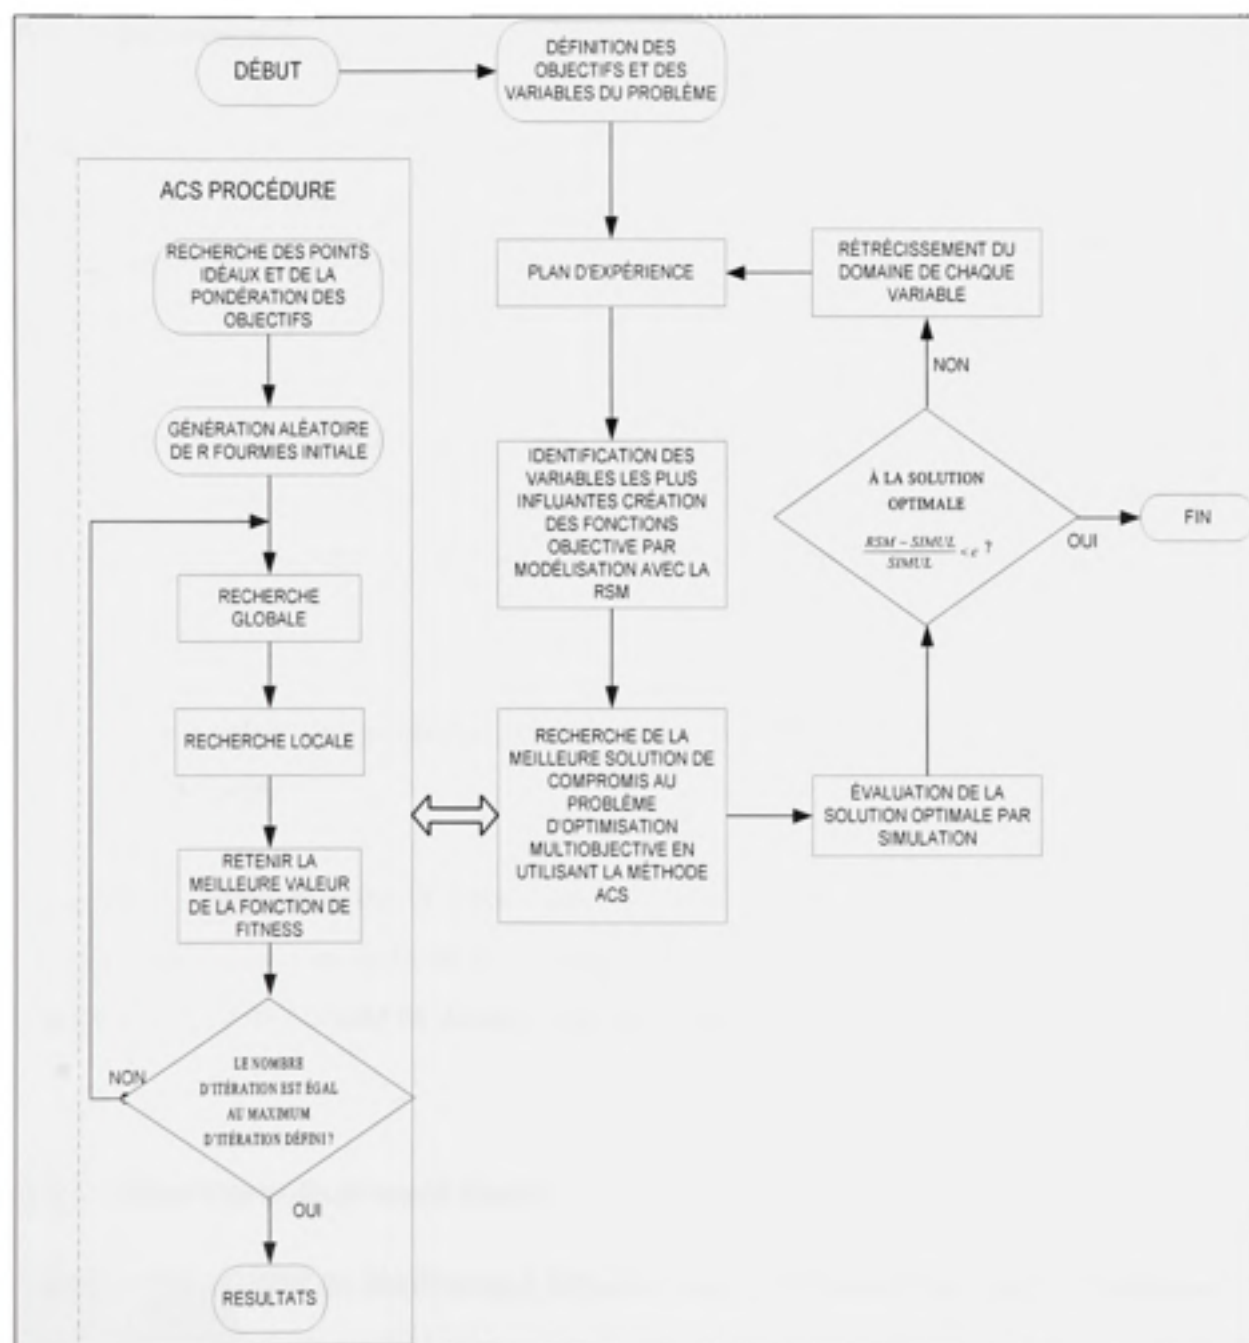 DÉBUT
DÉFINITION DES
OBJECTIFS ET DES
VARIABLES DU PROBLÈME
ACS PROCÉDURE
RECHERCHE DES POINTS
IDÉAUX ET DE LA
PONDÉRATION DES
OBJECTIFS
GÉNÉRATION ALÉATOIRE
DE R FOURMIES INITIALE
RECHERCHE
GLOBALE
RECHERCHE LOCALE
RETENIR LA
MEILLEURE VALEUR
DE LA FONCTION DE
FITNESS
NON
LE NOMBRE
D'ITÉRATION EST ÉGAL
AU MAXIMUM
D'ITÉRATION DÉFINI ?
OUI
RESULTATS
PLAN D'EXPÉRIENCE
IDENTIFICATION DES
VARIABLES LES PLUS
INFLUANTES CRÉATION
DES FONCTIONS
OBJECTIVE PAR
MODÉLISATION AVEC LA
RSM
RECHERCHE DE LA
MEILLEURE SOLUTION DE
COMPROMIS AU
PROBLÈME
D'OPTIMISATION
MULTIOBJECTIVE EN
UTILISANT LA MÉTHODE
ACS
ÉVALUATION DE LA
SOLUTION OPTIMALE PAR
SIMULATION
À LA SOLUTION
OPTIMALE
RSM – SIMUL
SIMUL
< e ?
OUI
FIN
NON
RÉTRÉCISSEMENT DU
DOMAINE DE CHAQUE
VARIABLE